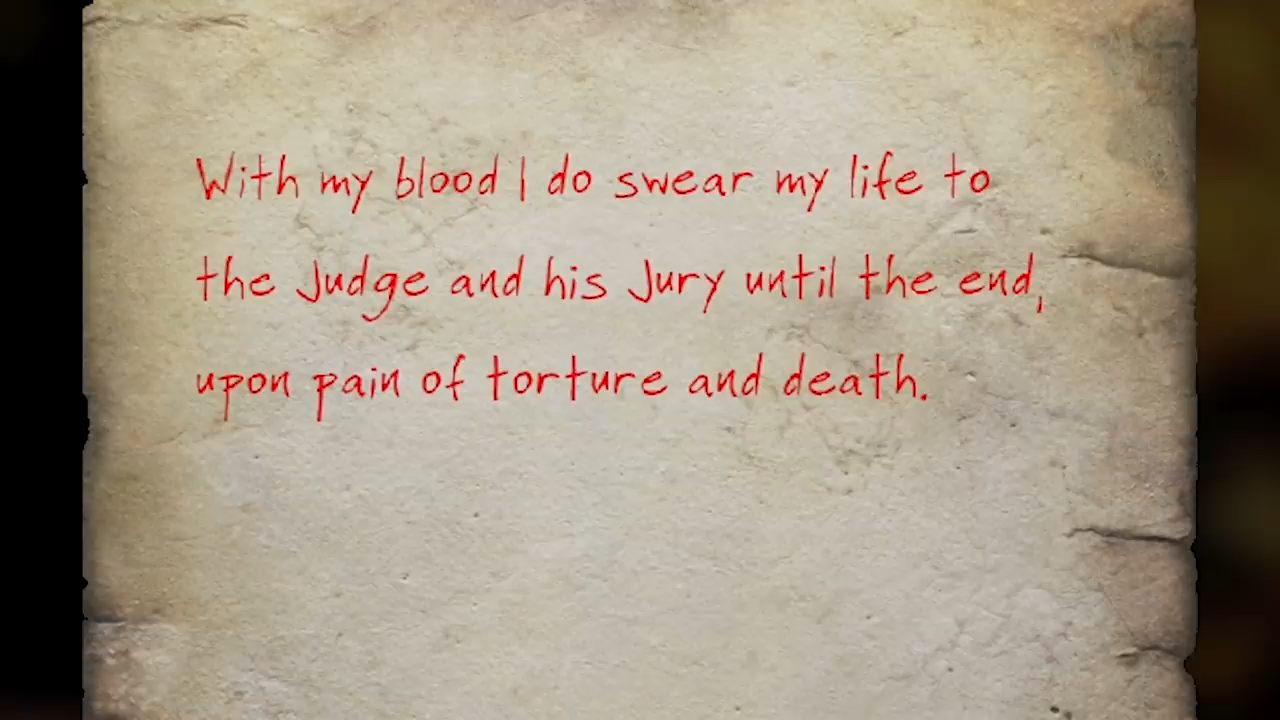 With my blood I do swear my life to
the Judge and his Jury until the end,
upon pain of torture and death.